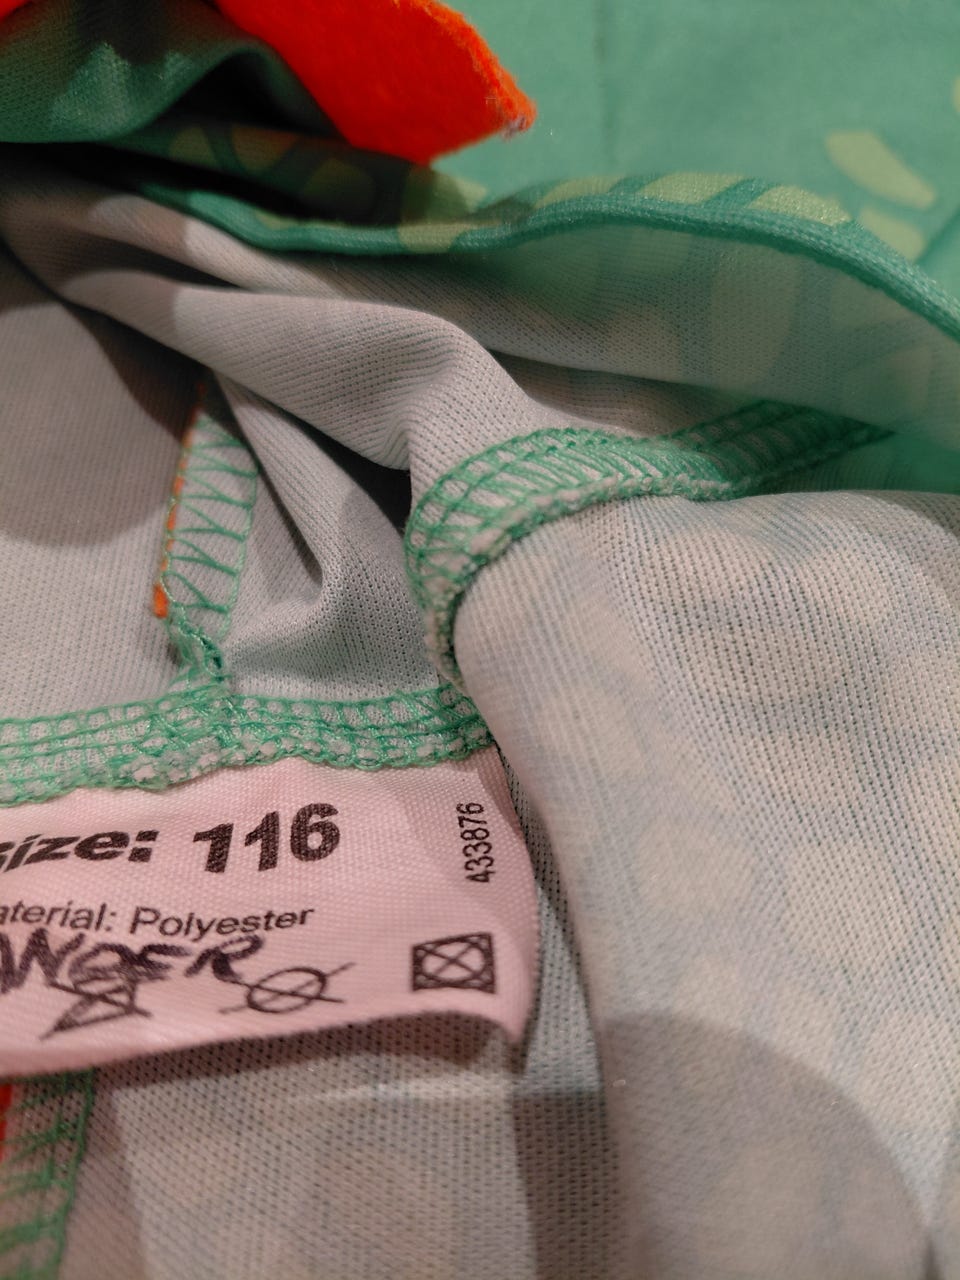 size: 116
433876
aterial: Polyester